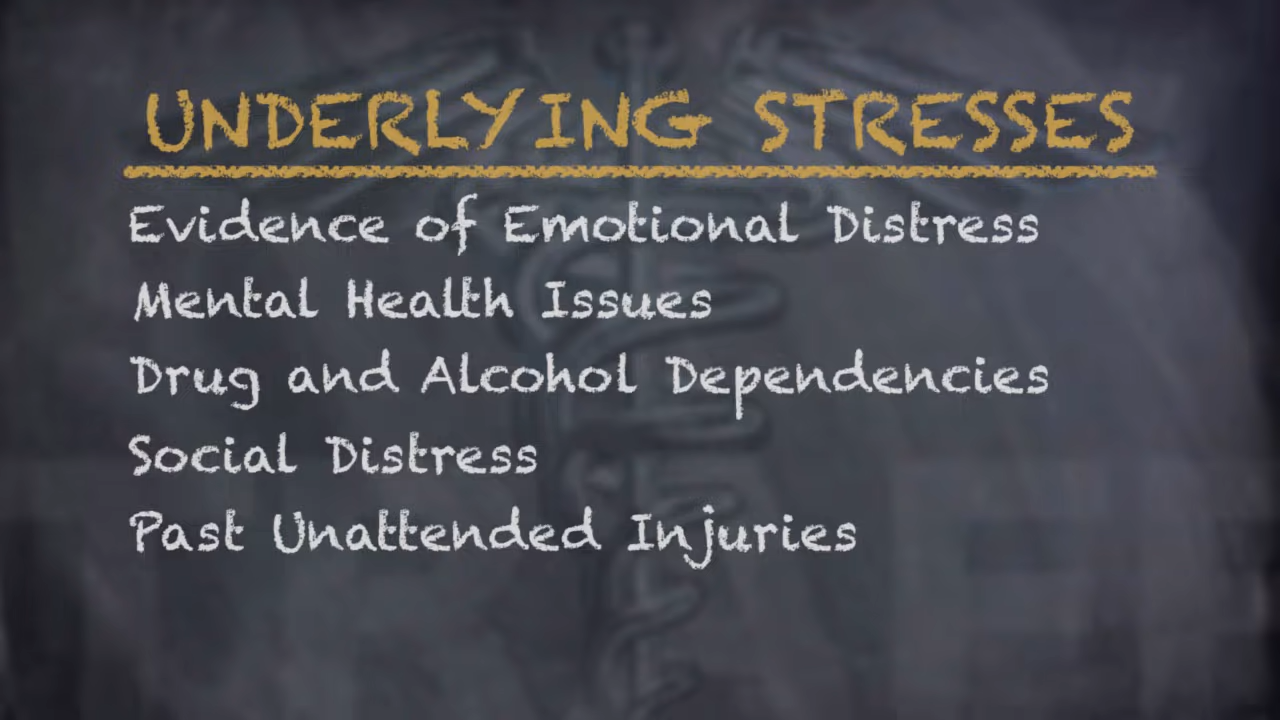 UNDERLYING STRESSES
Evidence of Emotional Distress
Mental Health Issues
Drug and Alcohol Dependencies
Social Distress
Past Unattended Injuries